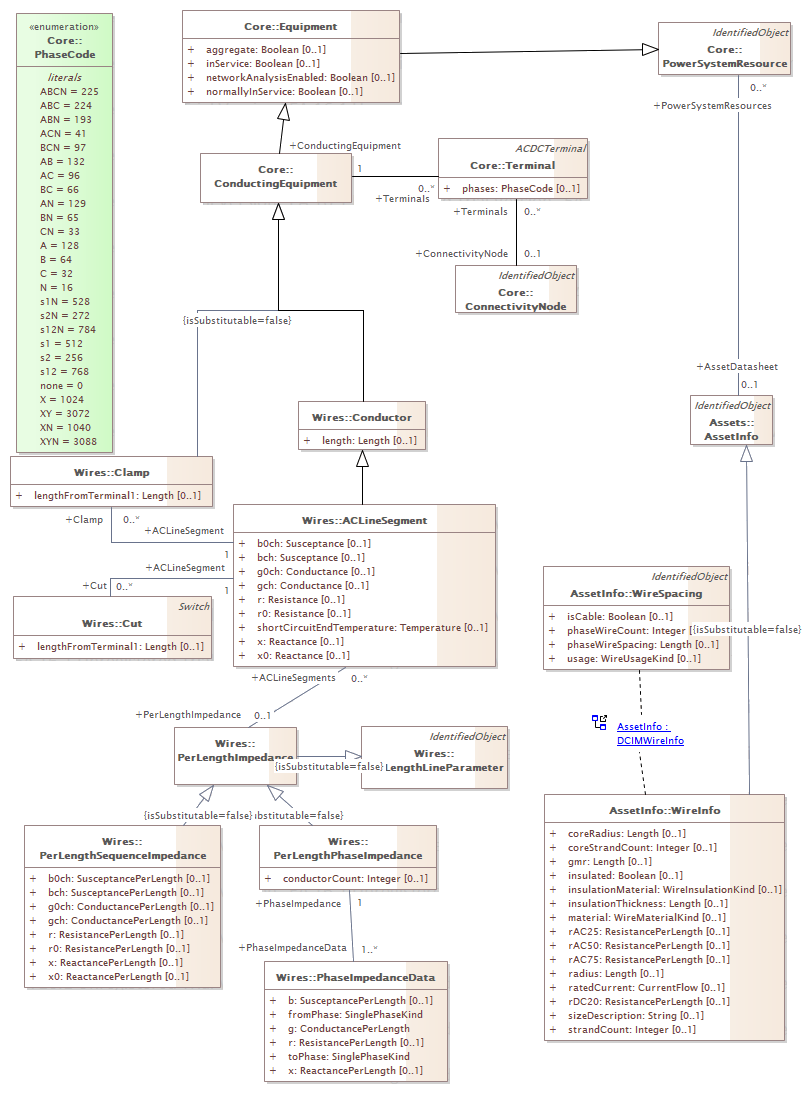 «enumeration»
Core::
PhaseCode
literals
ABCN = 225
ABC = 224
ABN = 193
ACN = 41
BCN = 97
AB = 132
AC = 96
BC = 66
AN = 129
BN = 65
CN = 33
A = 128
B = 64
C = 32
N = 16
s1N = 528
s2N = 272
s12N = 784
s1 = 512
s2 = 256
s12 = 768
none = 0
X = 1024
XY = 3072
XN = 1040
XYN = 3088
Core::Equipment
+ aggregate: Boolean [0..1]
+ inService: Boolean [0..1]
+ networkAnalysisEnabled: Boolean [0..1]
+ normallyInService: Boolean [0..1]
IdentifiedObject
Core::
PowerSystemResource
0..*
+PowerSystemResources
+ConductingEquipment
1
Core::
ConductingEquipment
ACDCTerminal
Core::Terminal
+ phases: PhaseCode [0..1]
0..*
+Terminals
+Terminals
0..*
+ConnectivityNode
0..1
IdentifiedObject
Core::
ConnectivityNode
{isSubstitutable=false}
+AssetDatasheet
0..1
IdentifiedObject
Assets::
AssetInfo
Wires::Conductor
+ length: Length [0..1]
Wires::Clamp
+ lengthFromTerminal1: Length [0..1]
+Clamp
0..*
+ACLineSegment
1
+ACLineSegment
1
+Cut
0..*
Switch
Wires::Cut
+ lengthFromTerminal1: Length [0..1]
Wires::ACLineSegment
+ b0ch: Susceptance [0..1]
+ bch: Susceptance [0..1]
+ g0ch: Conductance [0..1]
+ gch: Conductance [0..1]
+ r: Resistance [0..1]
+ r0: Resistance [0..1]
+ shortCircuitEndTemperature: Temperature [0..1]
+ x: Reactance [0..1]
+ x0: Reactance [0..1]
+ACLineSegments
0..*
+PerLengthImpedance
0..1
IdentifiedObject
AssetInfo::WireSpacing
+ isCable: Boolean [0..1]
+ phaseWireCount: Integer [
{isSubstitutable=false}
+ phaseWireSpacing: Length [0..1]
+ usage: WireUsageKind [0..1]
AssetInfo :
DCIMWireInfo
Wires::
PerLengthImpedance
{isSubstitutable=false}
IdentifiedObject
Wires::
LengthLineParameter
{isSubstitutable=false}
bstitutable=false}
Wires::
PerLengthSequenceImpedance
+ b0ch: SusceptancePerLength [0..1]
+ bch: SusceptancePerLength [0..1]
+ g0ch: ConductancePerLength [0..1]
+ gch: ConductancePerLength [0..1]
+ r: ResistancePerLength [0..1]
+ r0: ResistancePerLength [0..1]
+ x: ReactancePerLength [0..1]
+ x0: ReactancePerLength [0..1]
Wires::
PerLengthPhaseImpedance
+ conductorCount: Integer [0..1]
+PhaseImpedance
1
+PhaseImpedanceData
1..*
Wires::PhaseImpedanceData
+ b: SusceptancePerLength [0..1]
+ fromPhase: SinglePhaseKind
+ g: ConductancePerLength
+ r: ResistancePerLength [0..1]
+ toPhase: SinglePhaseKind
+ x: ReactancePerLength [0..1]
AssetInfo::WireInfo
+ coreRadius: Length [0..1]
+ coreStrandCount: Integer [0..1]
+ gmr: Length [0..1]
+ insulated: Boolean [0..1]
+ insulationMaterial: WireInsulationKind [0..1]
+ insulationThickness: Length [0..1]
+ material: WireMaterialKind [0..1]
+ rAC25: ResistancePerLength [0..1]
+ rAC50: ResistancePerLength [0..1]
+ rAC75: ResistancePerLength [0..1]
+ radius: Length [0..1]
+ ratedCurrent: CurrentFlow [0..1]
+ rDC20: ResistancePerLength [0..1]
+ sizeDescription: String [0..1]
+ strandCount: Integer [0..1]